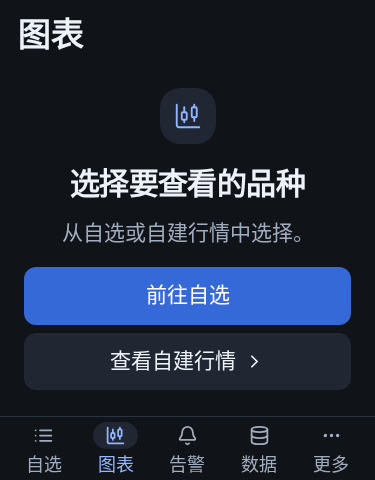 图表
选择要查看的品种
从自选或自建行情中选择。
前往自选
查看自建行情
自选 图表 告警 数据 更多